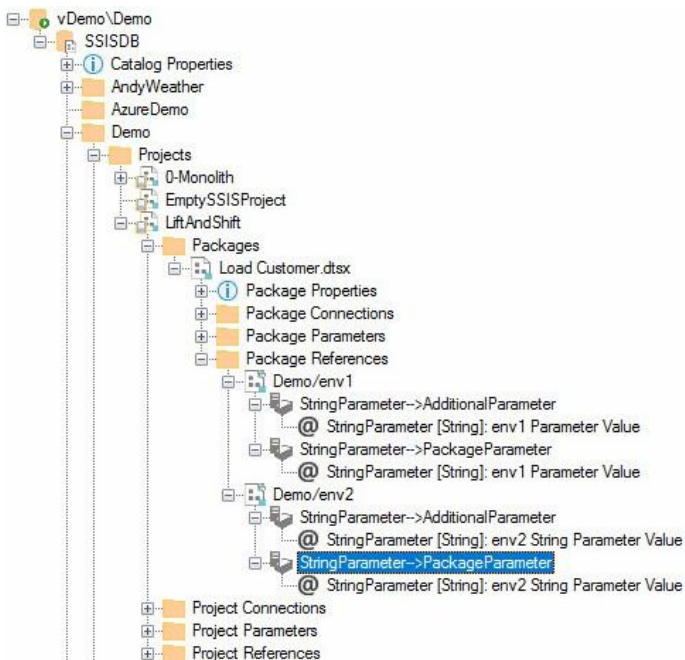 vDemo\Demo
SSISDB
Catalog Properties
AndyWeather
AzureDemo
Demo
Projects
0-Monolith
EmptySSISProject
LiftAndShift
Packages
Load Customer.dtsx
Package Properties
Package Connections
Package Parameters
Package References
Demo/env1
StringParameter-->AdditionalParameter
@ StringParameter [String]: env1 Parameter Value
StringParameter-->PackageParameter
@ StringParameter [String]: env1 Parameter Value
Demo/env2
StringParameter-->AdditionalParameter
@ StringParameter [String]: env2 String Parameter Value
StringParameter-->PackageParameter
@ StringParameter [String]: env2 String Parameter Value
Project Connections
Project Parameters
Project References